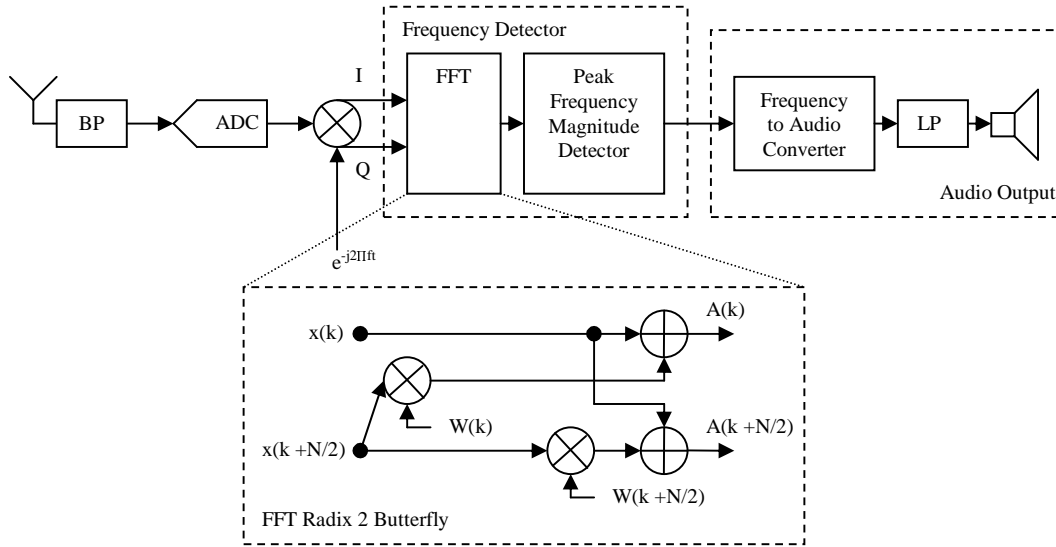 Frequency Detector
I
FFT
Peak
Frequency
Magnitude
Detector
BP
ADC
Frequency
to Audio
Converter
LP
Q
Audio Output
e-j2Πft
A(k)
x(k)
W(k)
A(k +N/2)
x(k +N/2)
W(k +N/2)
FFT Radix 2 Butterfly